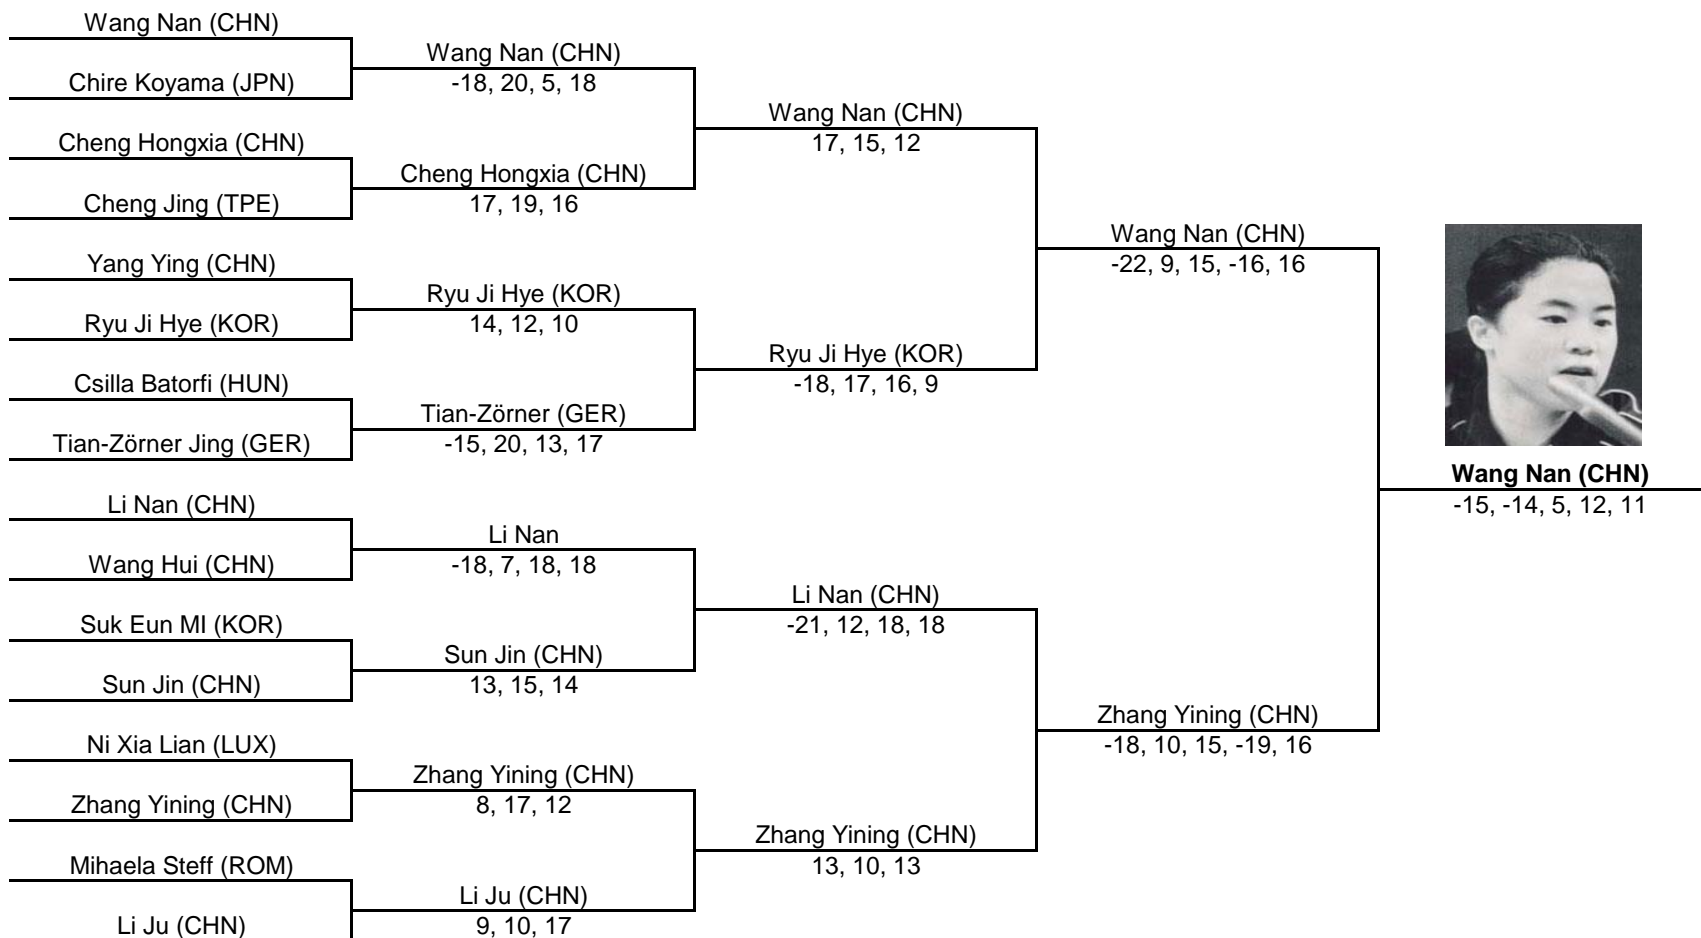 Wang Nan (CHN)
Chire Koyama (JPN)
Cheng Hongxia (CHN)
Cheng Jing (TPE)
Yang Ying (CHN)
Ryu Ji Hye (KOR)
Csilla Batorfi (HUN)
Tian-Zörner Jing (GER)
Li Nan (CHN)
Wang Hui (CHN)
Suk Eun MI (KOR)
Sun Jin (CHN)
Ni Xia Lian (LUX)
Zhang Yining (CHN)
Mihaela Steff (ROM)
Li Ju (CHN)
Wang Nan (CHN)
-18, 20, 5, 18
Cheng Hongxia (CHN)
17, 19, 16
Ryu Ji Hye (KOR)
14, 12, 10
Tian-Zörner (GER)
-15, 20, 13, 17
Li Nan
-18, 7, 18, 18
Sun Jin (CHN)
13, 15, 14
Zhang Yining (CHN)
8, 17, 12
Li Ju (CHN)
9, 10, 17
Wang Nan (CHN)
17, 15, 12
Ryu Ji Hye (KOR)
-18, 17, 16, 9
Li Nan (CHN)
-21, 12, 18, 18
Zhang Yining (CHN)
13, 10, 13
Wang Nan (CHN)
-22, 9, 15, -16, 16
Zhang Yining (CHN)
-18, 10, 15, -19, 16
Wang Nan (CHN)
-15, -14, 5, 12, 11